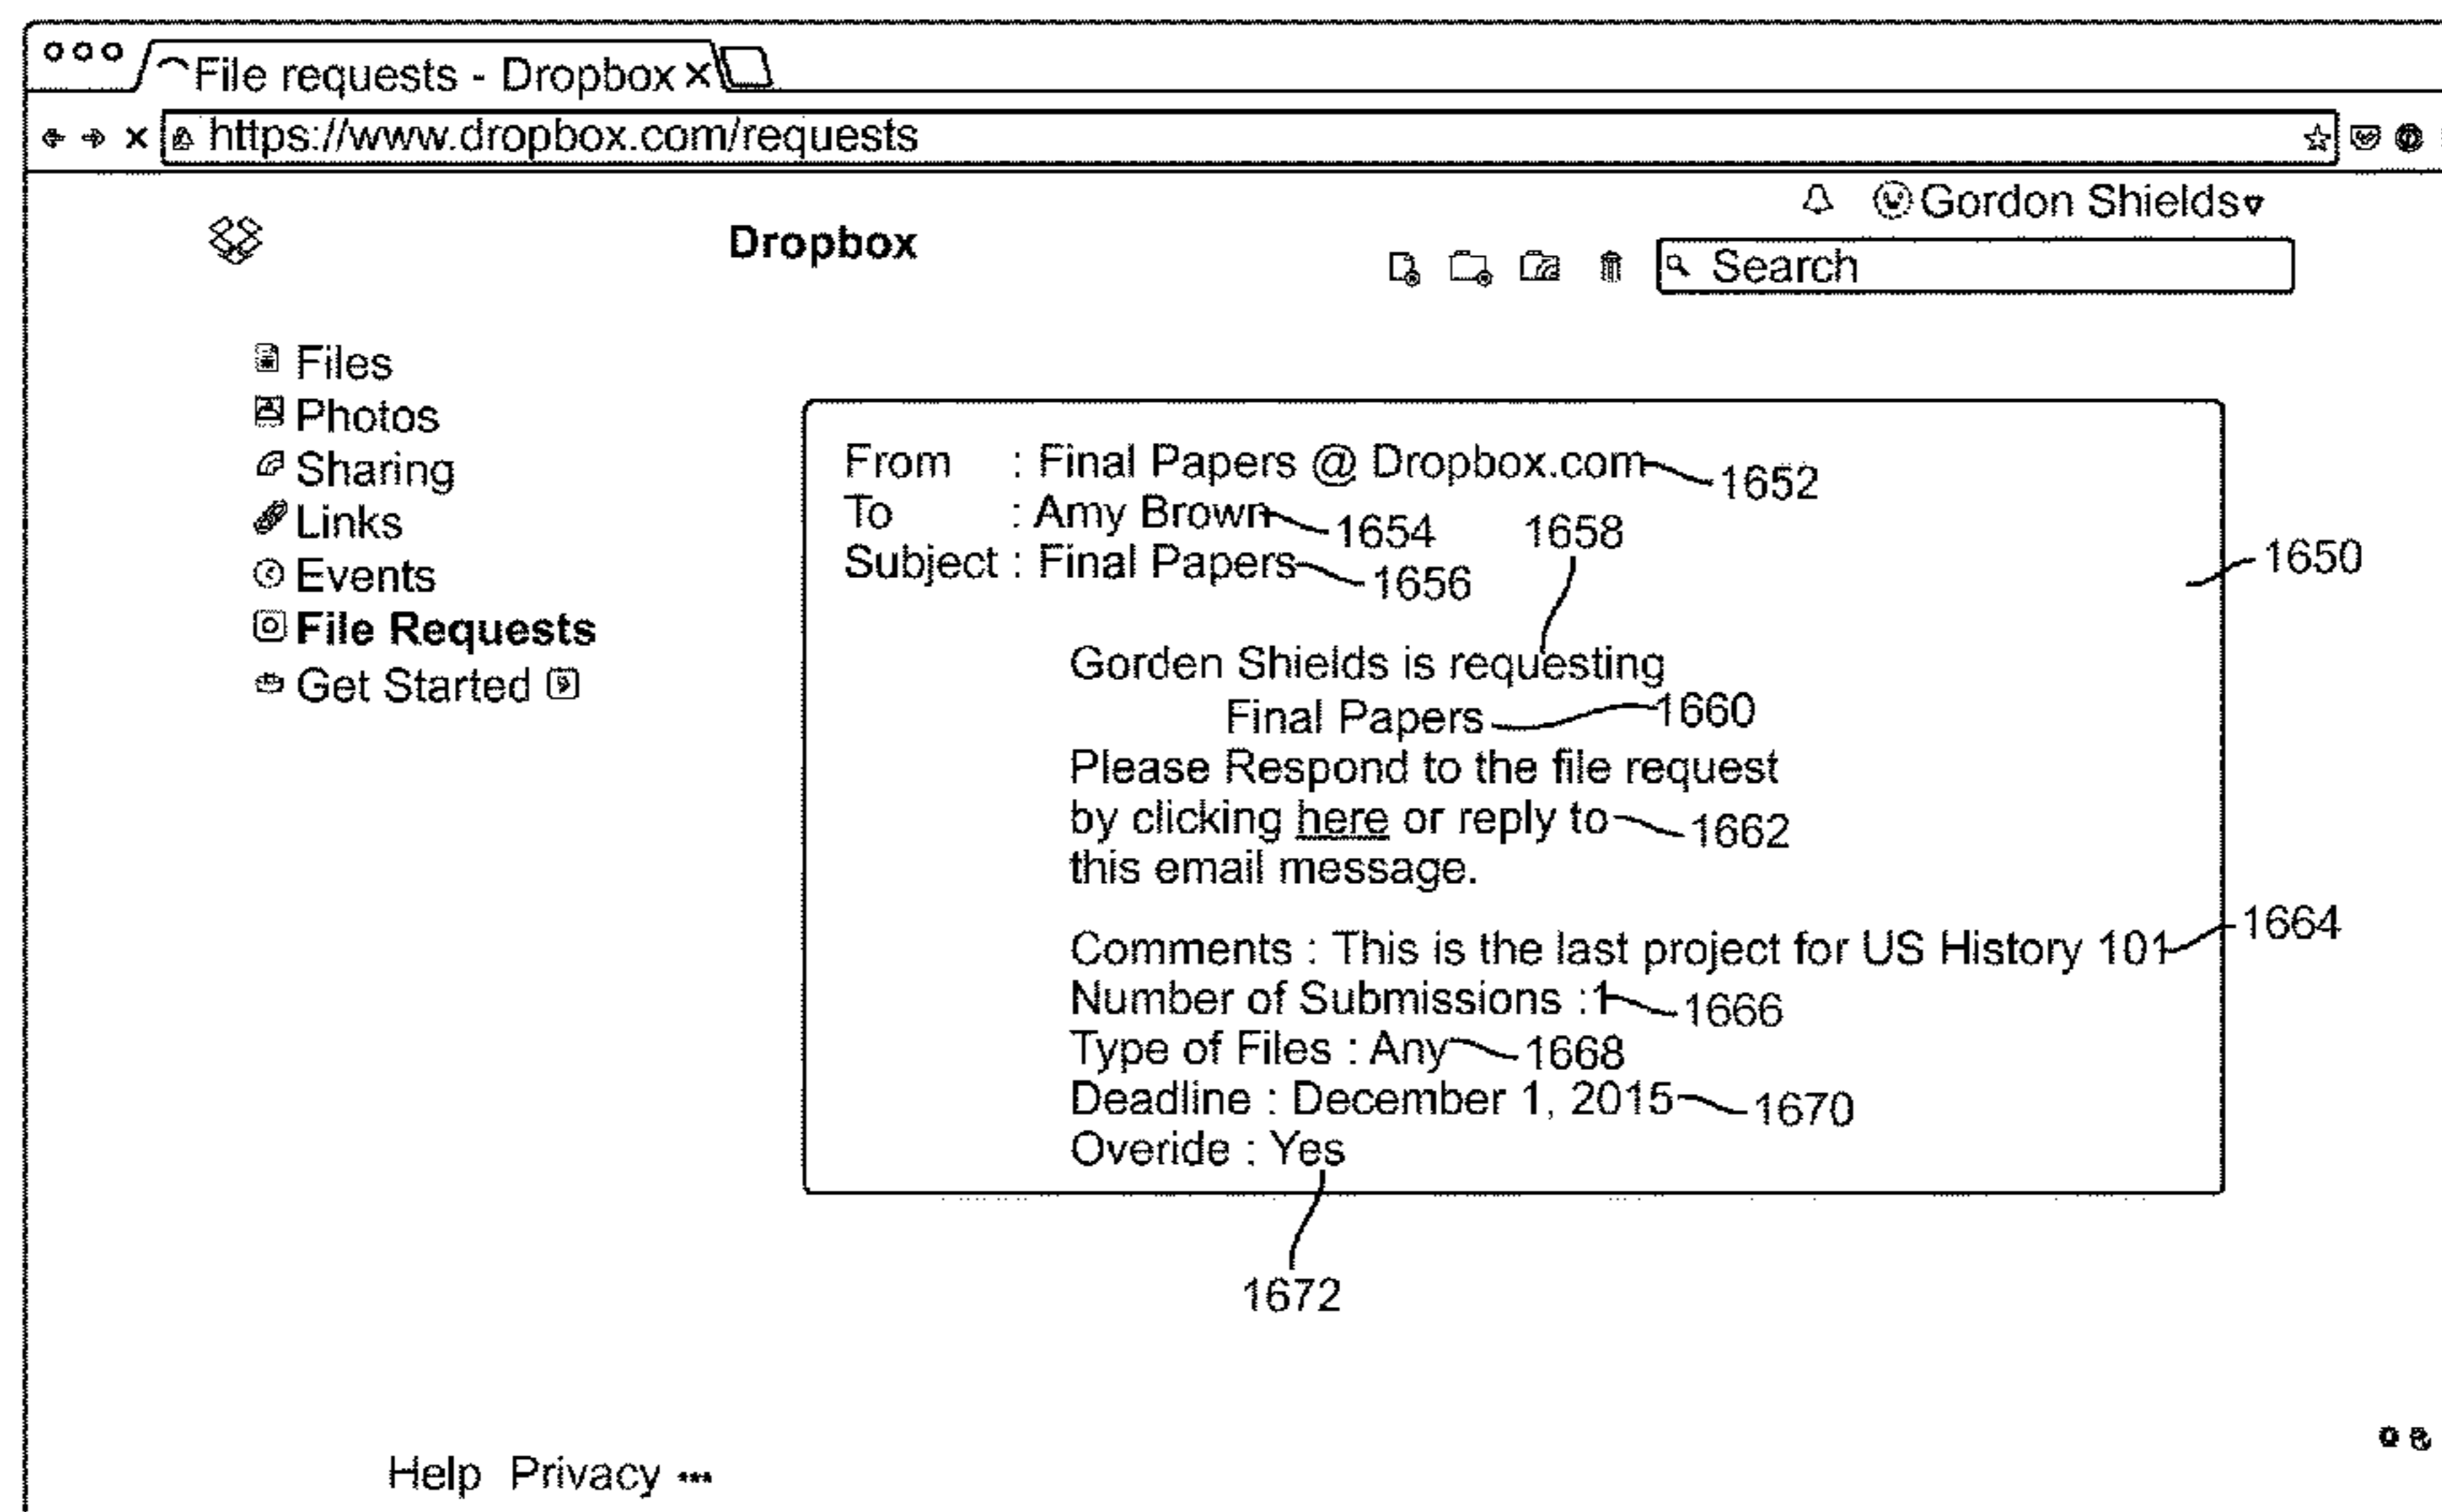 File requests - Dropbox ×
https://www.dropbox.com/requests
Gordon Shields
Dropbox
Search
Files
Photos
Sharing
Links
Events
File Requests
Get Started
From : Final Papers @ Dropbox.com 1652
To : Amy Brown 1654 1658
Subject : Final Papers 1656
1650
Gorden Shields is requesting
Final Papers 1660
Please Respond to the file request
by clicking here or reply to 1662
this email message.
Comments : This is the last project for US History 101 1664
Number of Submissions :1 1666
Type of Files : Any 1668
Deadline : December 1, 2015 1670
Overide : Yes
1672
Help Privacy •••